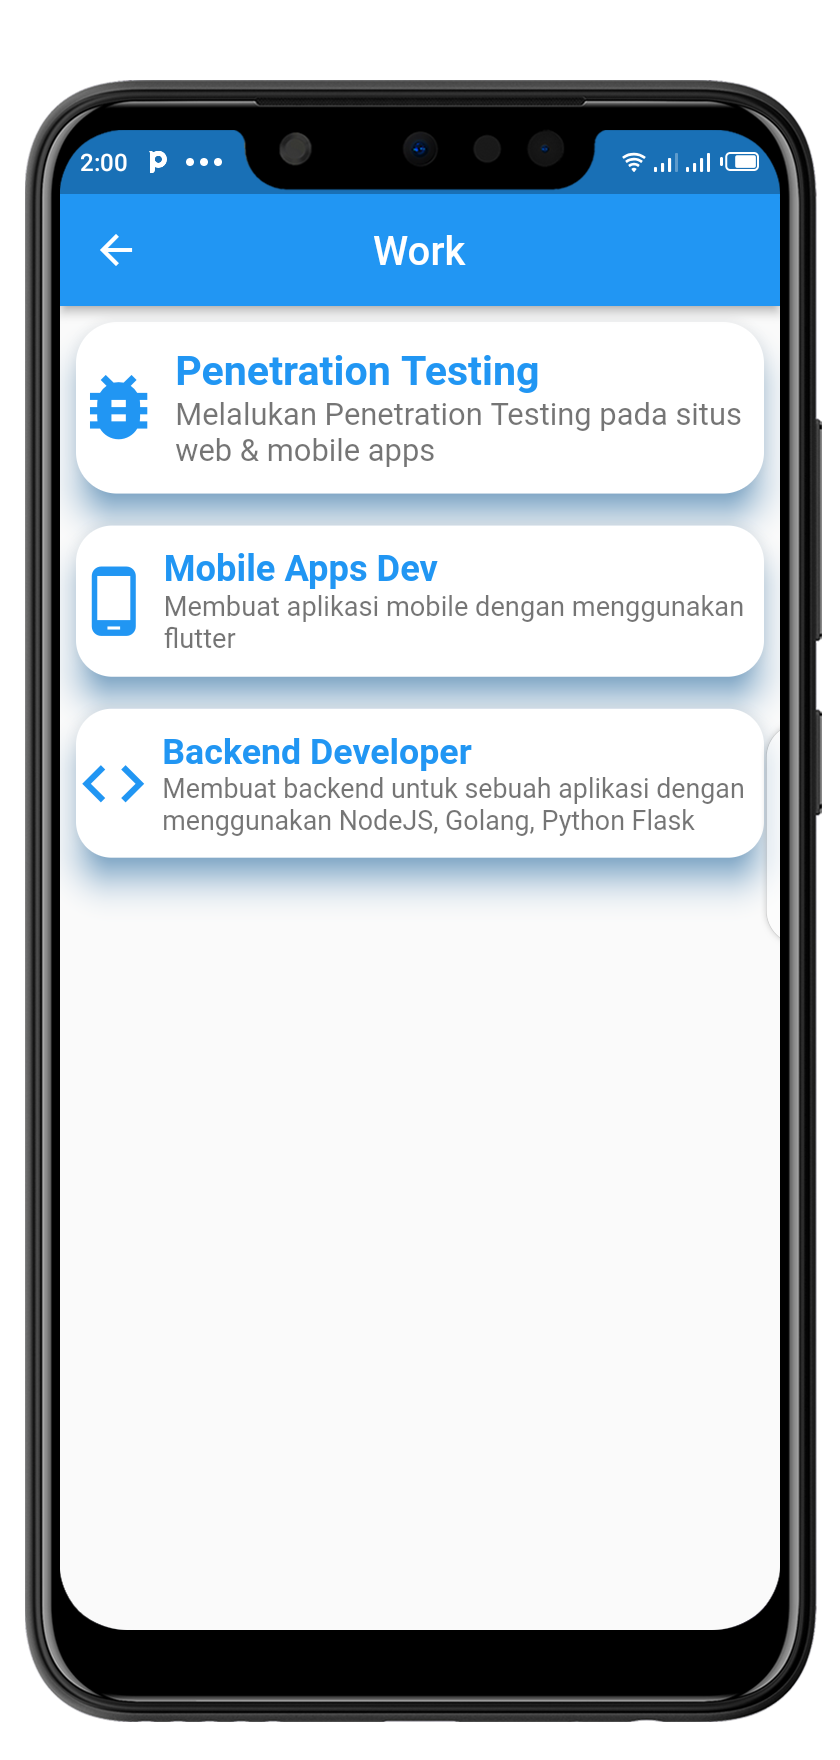 2:00
Work
Penetration Testing
Melalukan Penetration Testing pada situs
web & mobile apps
Mobile Apps Dev
Membuat aplikasi mobile dengan menggunakan
flutter
Backend Developer
Membuat backend untuk sebuah aplikasi dengan
menggunakan NodeJS, Golang, Python Flask